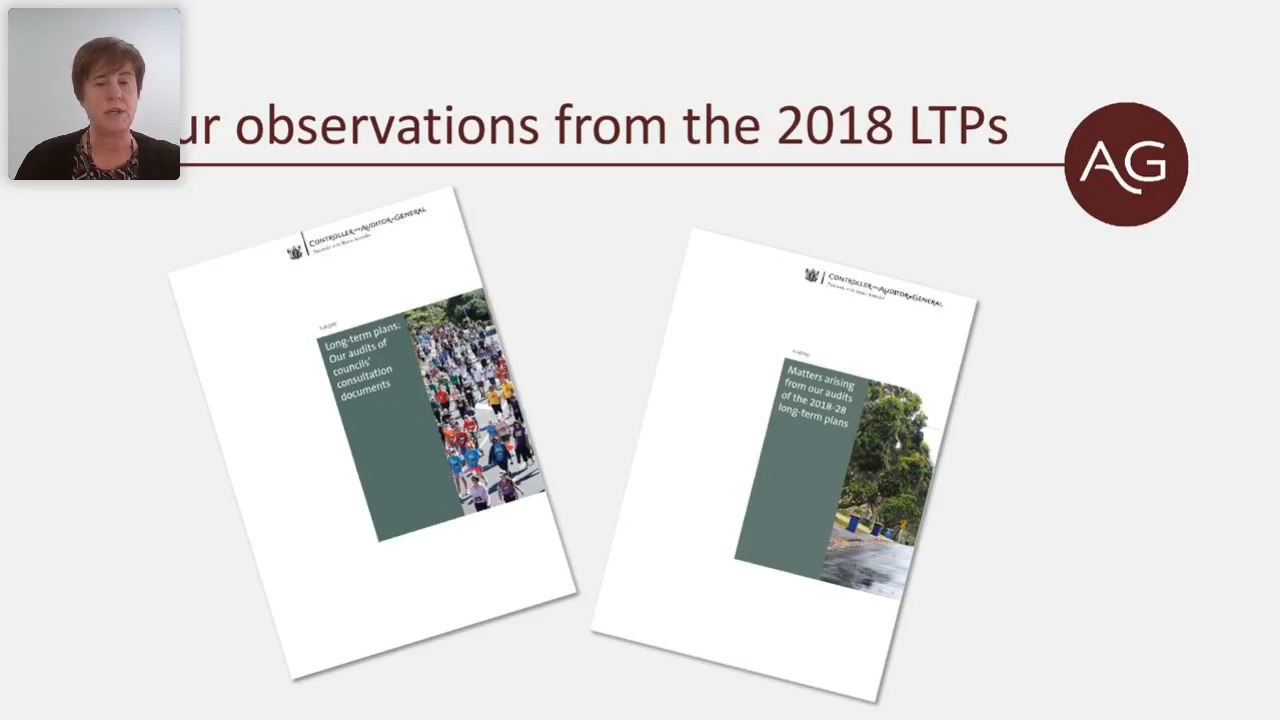 ur observations from the 2018 LTPs
AG
CONTROLLER AND AUDITOR-GENERAL
Long-term plans:
Our audits of
councils'
consultation
documents
CONTROLLER AND AUDITOR-GENERAL
Matters arising
from our audits
of the 2018-28
long-term plans